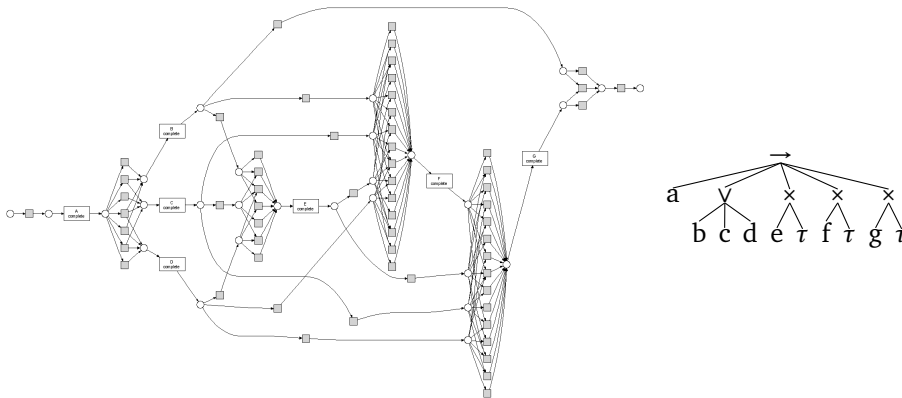 B
complete
A
complete
C
complete
D
complete
E
complete
F
complete
G
complete
→
a ∨ × × ×
b c d e τ f τ g τ